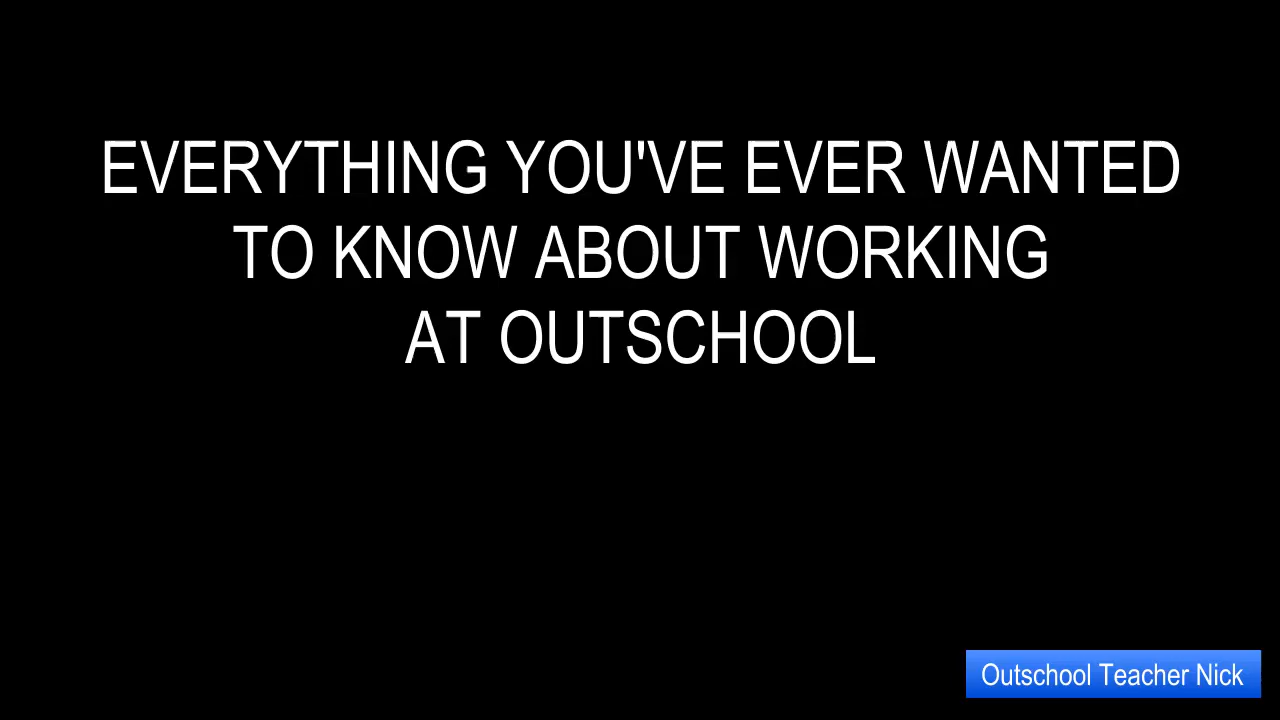 EVERYTHING YOU'VE EVER WANTED
TO KNOW ABOUT WORKING
AT OUTSCHOOL
Outschool Teacher Nick